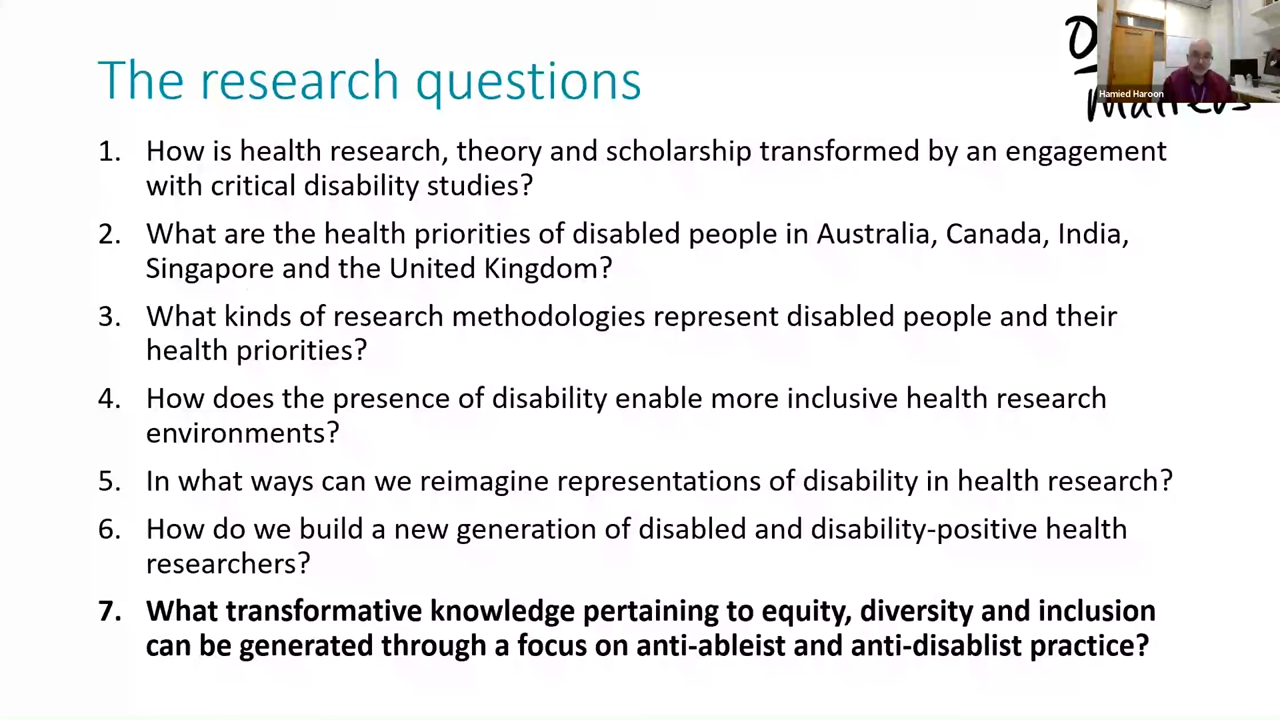 The research questions
Hamied Haroon
matters
1. How is health research, theory and scholarship transformed by an engagement
with critical disability studies?
2. What are the health priorities of disabled people in Australia, Canada, India,
Singapore and the United Kingdom?
3. What kinds of research methodologies represent disabled people and their
health priorities?
4. How does the presence of disability enable more inclusive health research
environments?
5. In what ways can we reimagine representations of disability in health research?
6. How do we build a new generation of disabled and disability-positive health
researchers?
7. What transformative knowledge pertaining to equity, diversity and inclusion
can be generated through a focus on anti-ableist and anti-disablist practice?